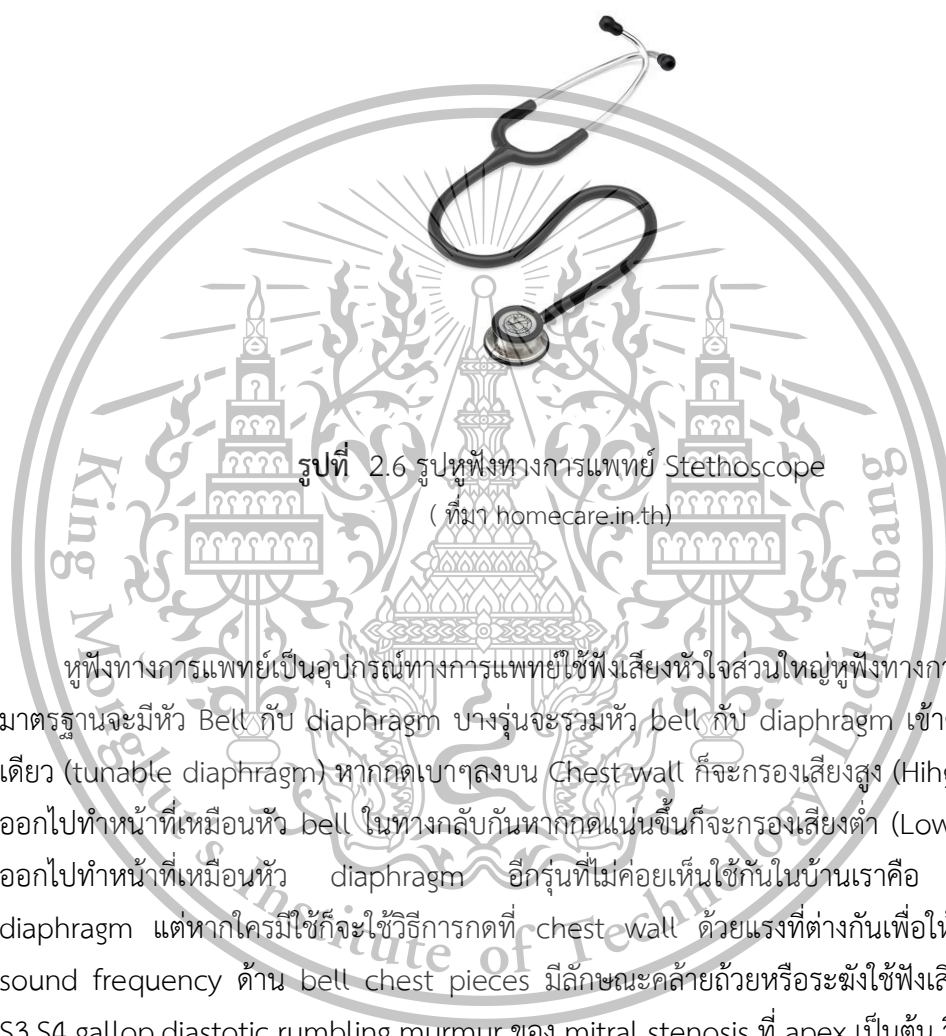 รูปที่ 2.6 รูปหูฟังทางการแพทย์ Stethoscope
( ที่มา homecare.in.th)
King Mongkut's Institute of Technology Ladkrabang
หูฟังทางการแพทย์เป็นอุปกรณ์ทางการแพทย์ใช้ฟังเสียงหัวใจส่วนใหญ่หูฟังทางกา
มาตรฐานจะมีหัว Bell กับ diaphragm บางรุ่นจะรวมหัว bell กับ diaphragm เข้า
เดียว (tunable diaphragm) หากกดเบาๆลงบน Chest wall ก็จะกรองเสียงสูง (Hihg
ออกไปทำหน้าที่เหมือนหัว bell ในทางกลับกันหากกดแน่นขึ้นก็จะกรองเสียงต่ำ (Low
ออกไปทำหน้าที่เหมือนหัว diaphragm อีกรุ่นที่ไม่ค่อยเห็นใช้กันในบ้านเราคือ
diaphragm แต่หากใครมีใช้ก็จะใช้วิธีการกดที่ chest wall ด้วยแรงที่ต่างกันเพื่อให้
sound frequency ด้าน bell chest pieces มีลักษณะคล้ายถ้วยหรือระฆังใช้ฟังเสี
S3,S4 gallop,diastotic rumbling murmur ของ mitral stenosis ที่ apex เป็นต้น